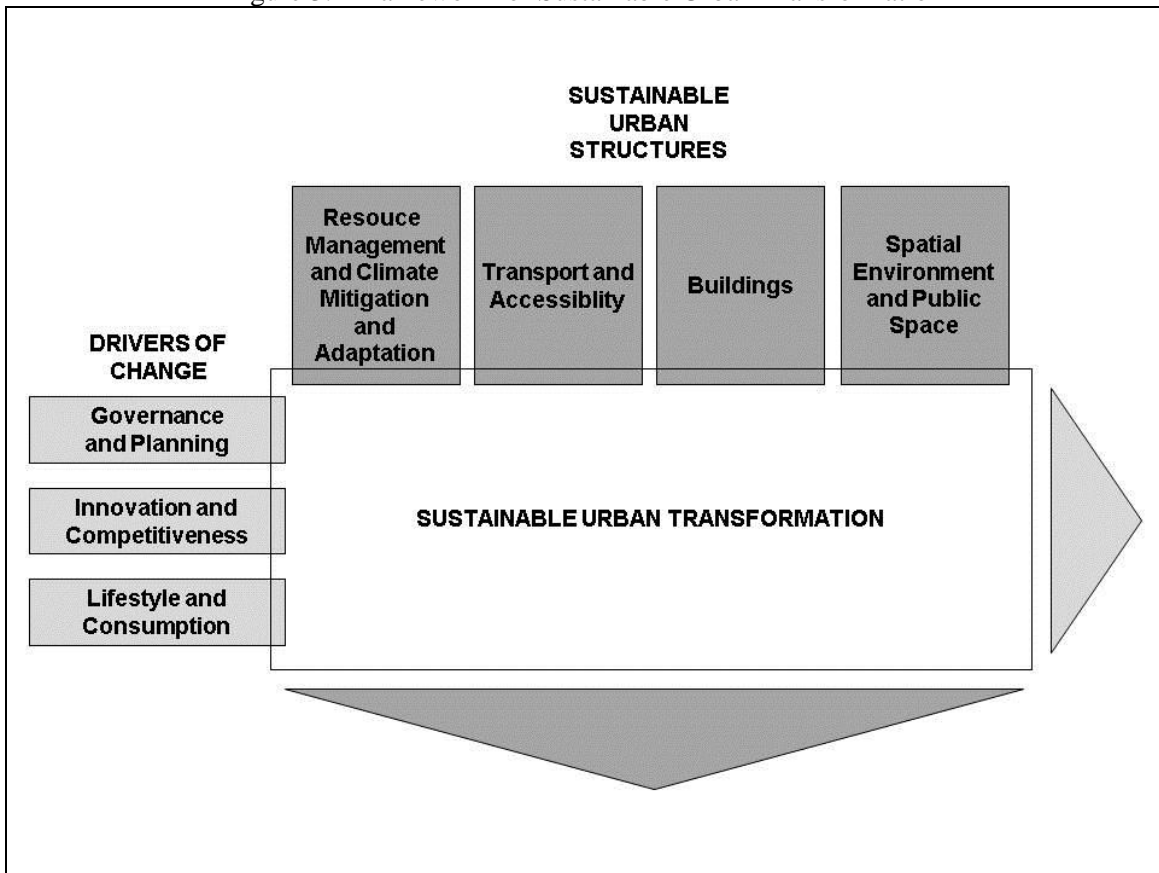 SUSTAINABLE
URBAN
STRUCTURES
Resouce
Management
and Climate
Mitigation
and
Adaptation
Transport and
Accessiblity
Buildings
Spatial
Environment
and Public
Space
DRIVERS OF
CHANGE
Governance
and Planning
Innovation and
Competitiveness
Lifestyle and
Consumption
SUSTAINABLE URBAN TRANSFORMATION